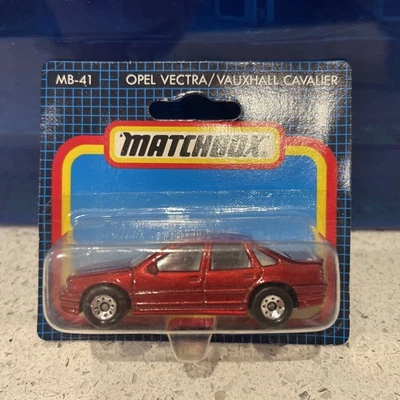 MB-41 OPEL VECTRA/VAUXHALL CAVALIER
MATCHBOX